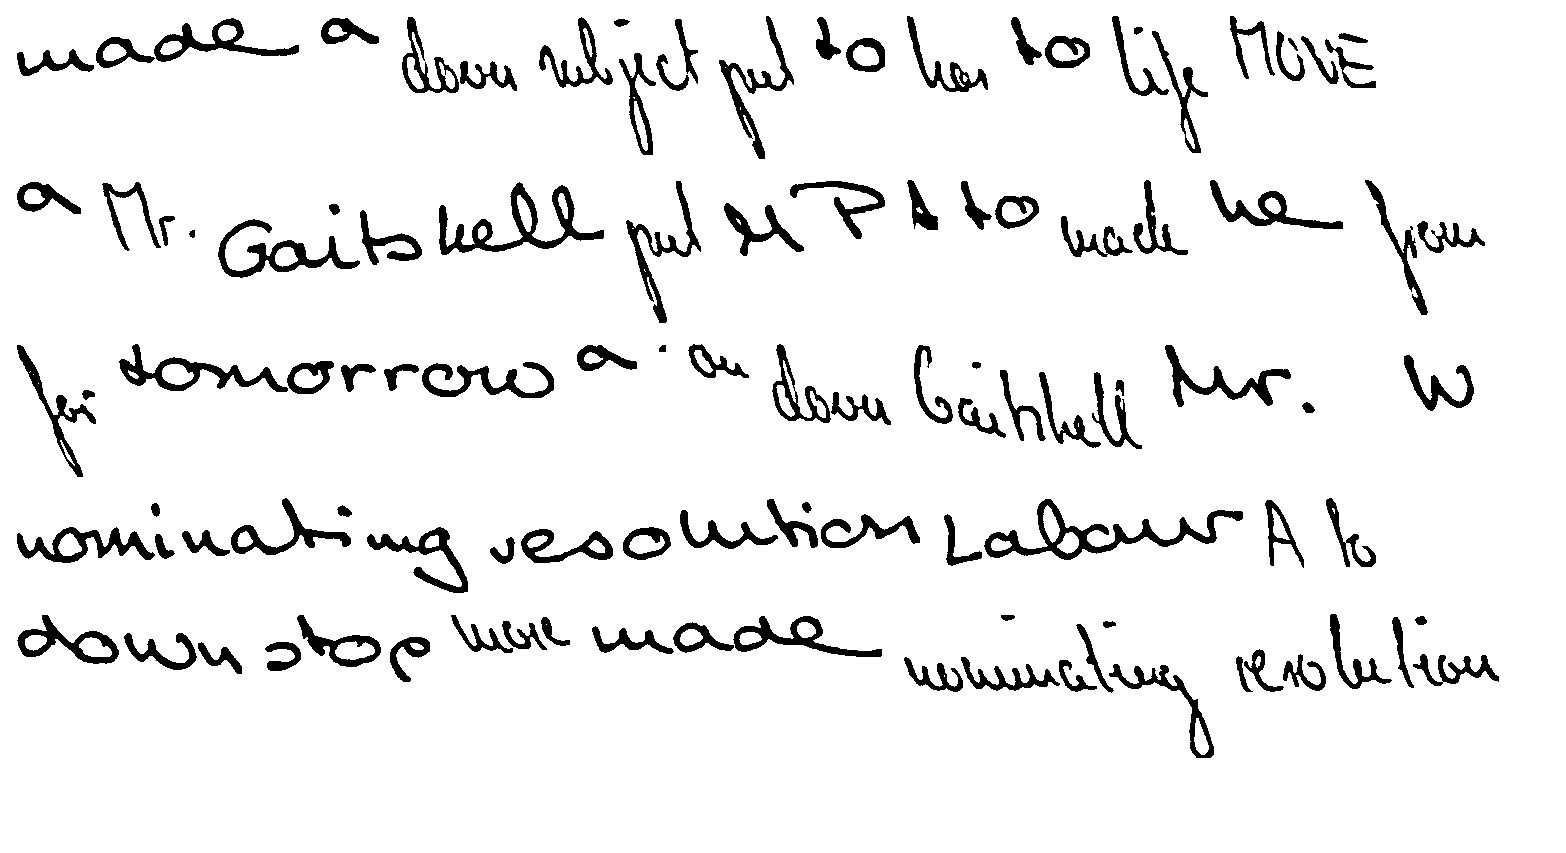 made a down subject put to has to life MOVE
a Mr. Gaitskell put M P A to made he from
for tomorrow a . on down Gaitskell Mr. W
nominating resolution Labour A to
down stop more made nominating resolution